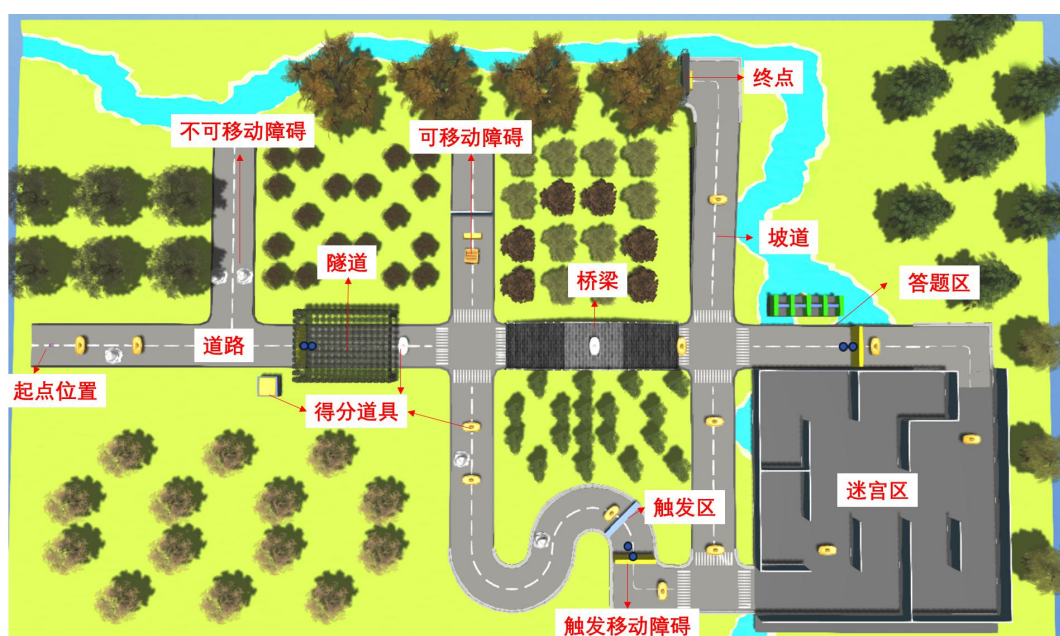 终点
不可移动障碍
可移动障碍
坡道
隧道
桥梁
答题区
道路
起点位置
得分道具
迷宫区
触发区
触发移动障碍